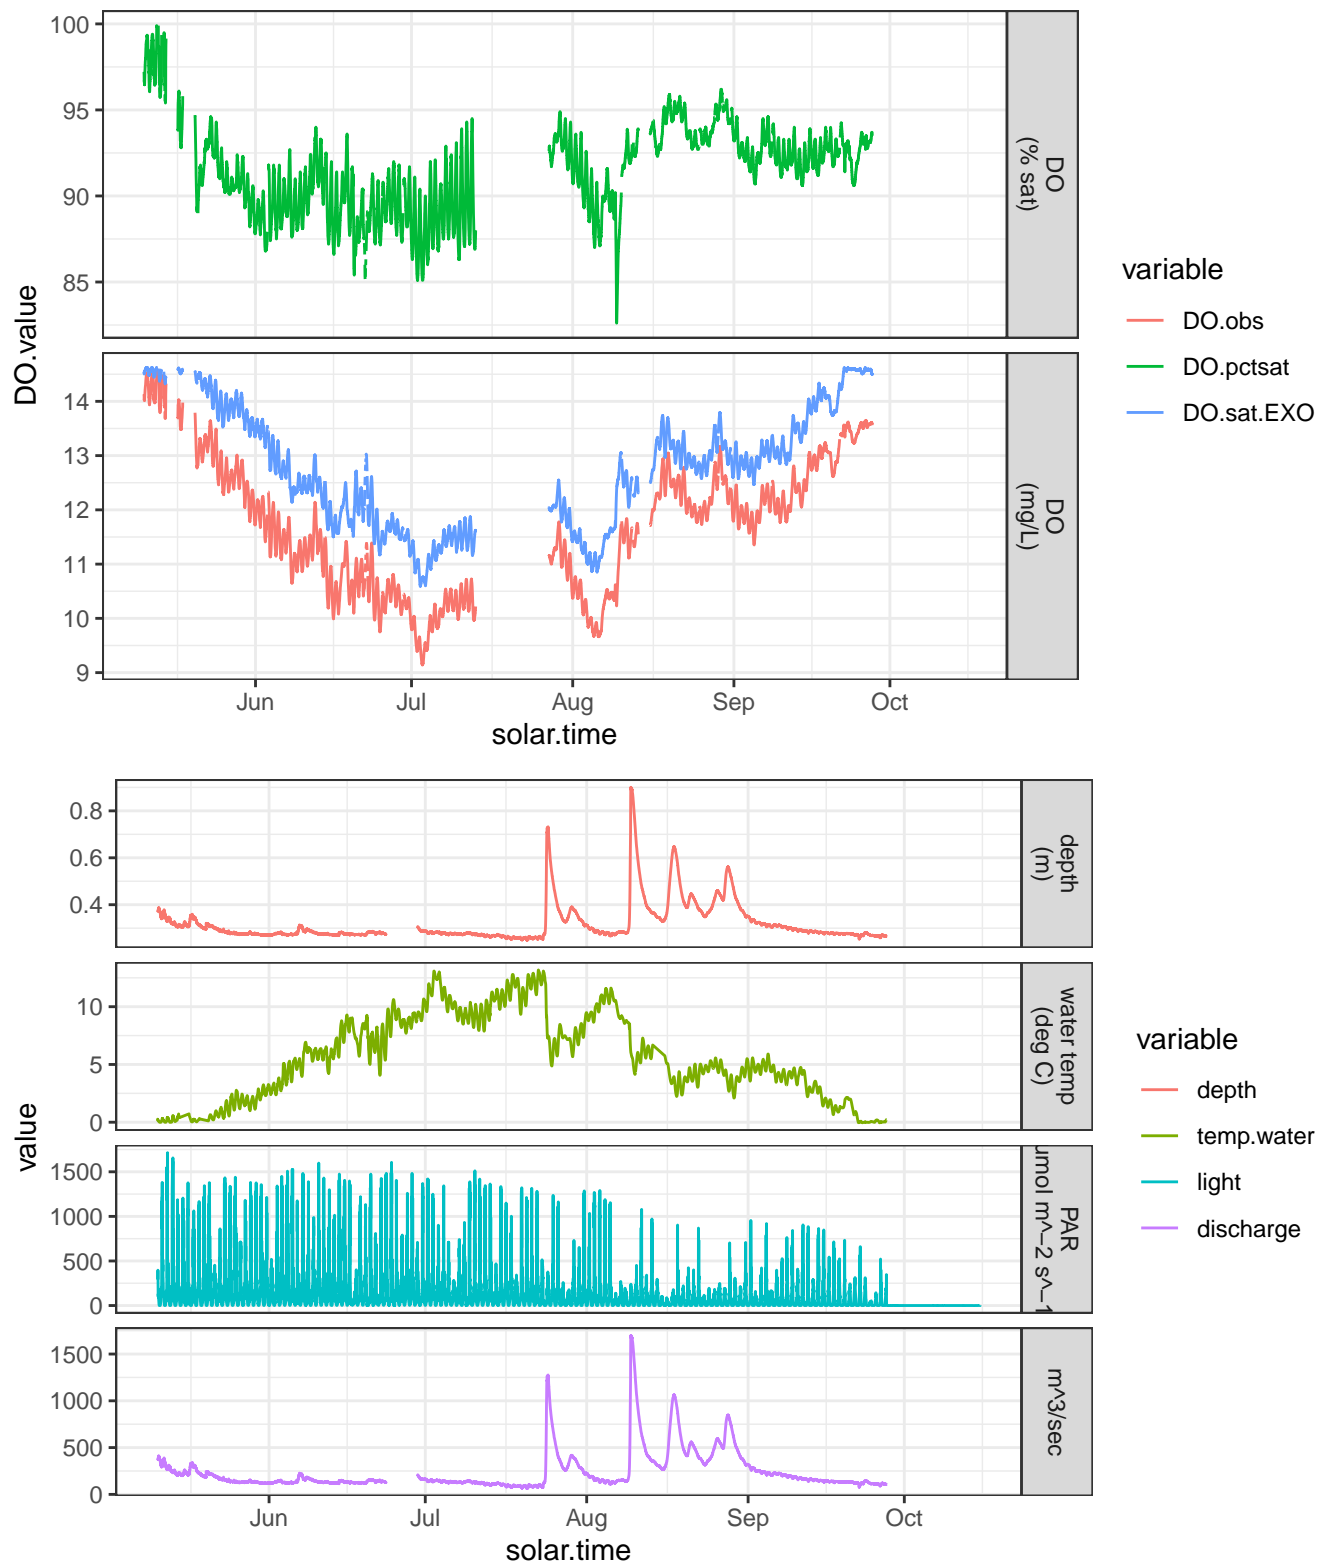 100
95
90
85
DO
(% sat)
14
13
12
11
10
9
DO
(mg/L)
DO.value
Jun
Jul
Aug
Sep
Oct
solar.time
variable
DO.obs
DO.pctsat
DO.sat.EXO
0.8
0.6
0.4
depth
(m)
10
5
0
water temp
(deg C)
1500
1000
500
0
PAR
umol m^-2 s^-1
1500
1000
500
0
m^3/sec
value
Jun
Jul
Aug
Sep
Oct
solar.time
variable
depth
temp.water
light
discharge